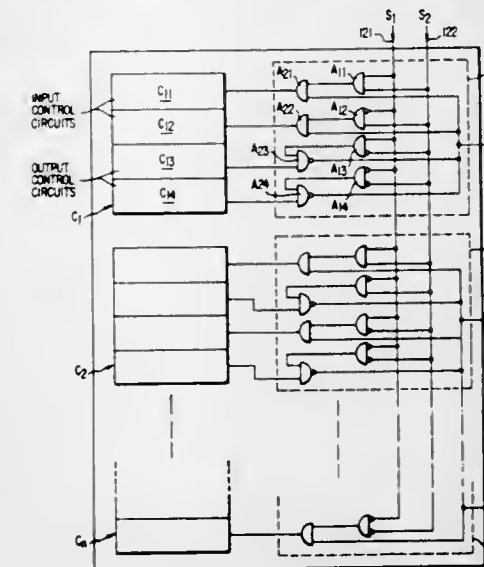 S1 S2
121 122
A21 A11
INPUT
CONTROL
CIRCUITS
C11
A22 A12
C12
A23
OUTPUT
CONTROL
CIRCUITS
C13
A13
A24
C14
A14
C1
C2
Cn